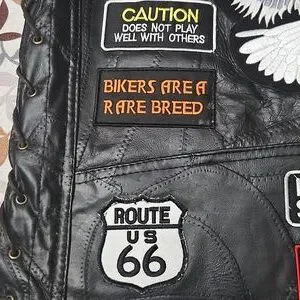 CAUTION
DOES NOT PLAY
WELL WITH OTHERS
BIKERS ARE A
RARE BREED
ROUTE
US
66